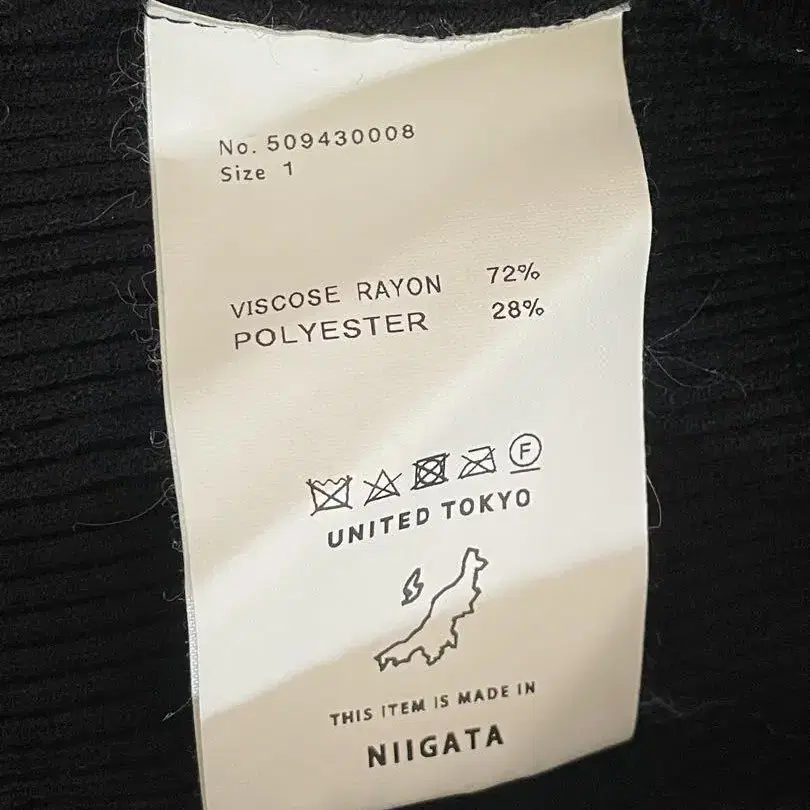 No. 509430008
Size 1
VISCOSE RAYON 72%
POLYESTER 28%
F
UNITED TOKYO
THIS ITEM IS MADE IN
NIIGATA